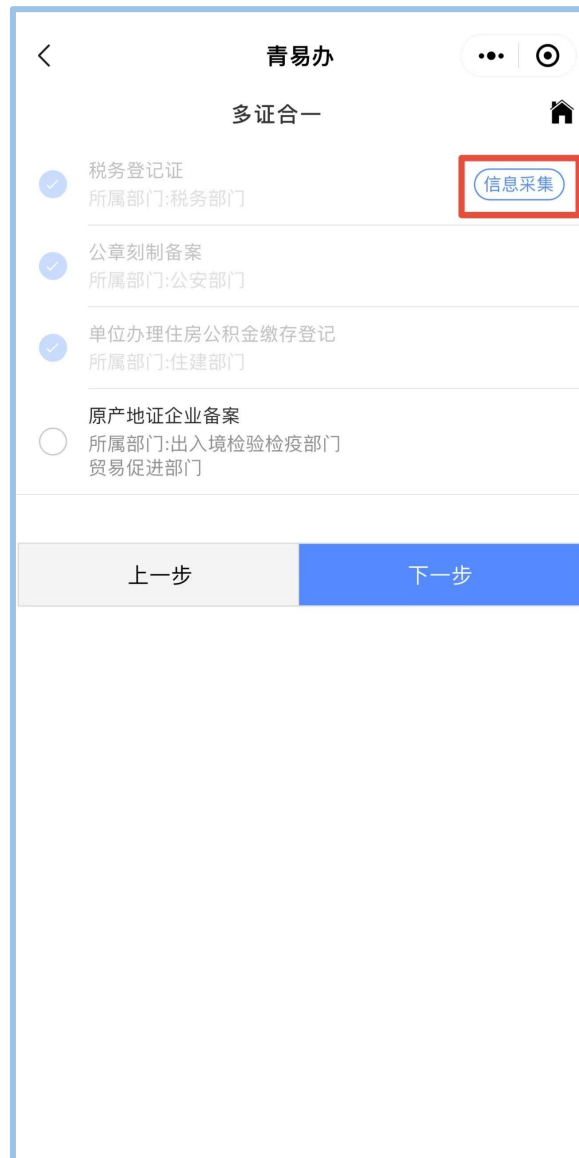 青易办
多证合一
税务登记证
所属部门:税务部门
信息采集
公章刻制备案
所属部门:公安部门
单位办理住房公积金缴存登记
所属部门:住建部门
原产地证企业备案
所属部门:出入境检验检疫部门
贸易促进部门
上一步
下一步